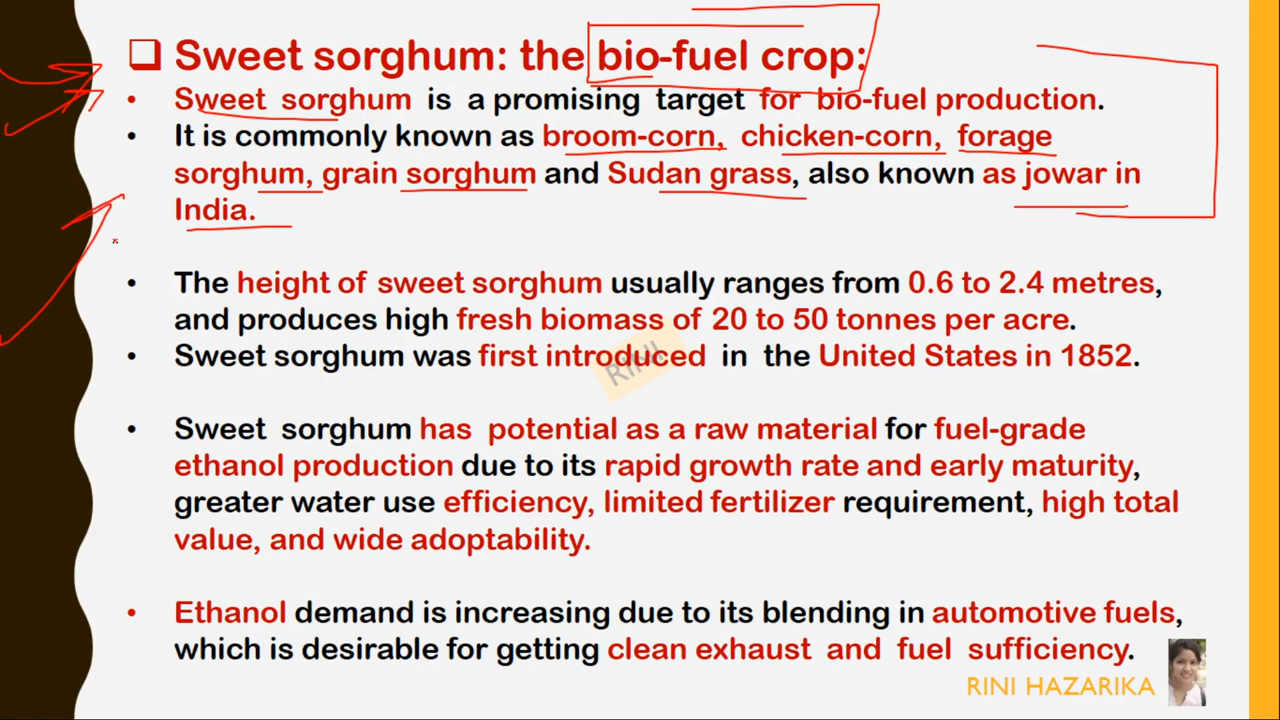 ❑ Sweet sorghum: the bio-fuel crop:
• Sweet sorghum is a promising target for bio-fuel production.
• It is commonly known as broom-corn, chicken-corn, forage
sorghum, grain sorghum and Sudan grass, also known as jowar in
India.
• The height of sweet sorghum usually ranges from 0.6 to 2.4 metres,
and produces high fresh biomass of 20 to 50 tonnes per acre.
• Sweet sorghum was first introduced in the United States in 1852.
RINI
• Sweet sorghum has potential as a raw material for fuel-grade
ethanol production due to its rapid growth rate and early maturity,
greater water use efficiency, limited fertilizer requirement, high total
value, and wide adoptability.
• Ethanol demand is increasing due to its blending in automotive fuels,
which is desirable for getting clean exhaust and fuel sufficiency.
RINI HAZARIKA